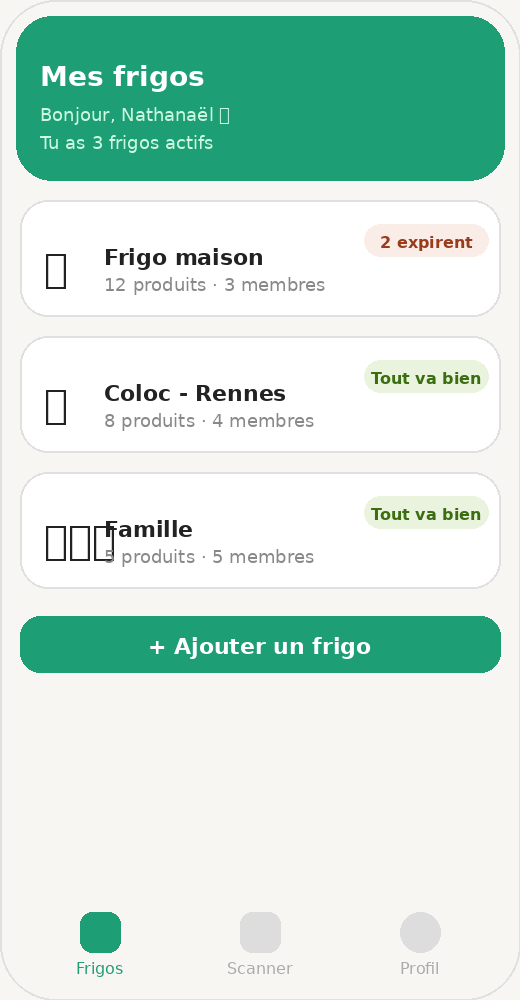 Mes frigos
Bonjour, Nathanaël
Tu as 3 frigos actifs
2 expirent
Frigo maison
12 produits · 3 membres
Tout va bien
Coloc - Rennes
8 produits · 4 membres
Tout va bien
Famille
5 produits · 5 membres
+ Ajouter un frigo
Frigos
Scanner
Profil